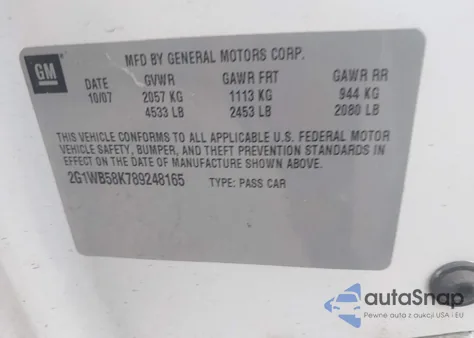 GM
MFD BY GENERAL MOTORS CORP.
DATE GVWR GAWR FRT GAWR RR
10/07 2057 KG 1113 KG 944 KG
4533 LB 2453 LB 2080 LB
THIS VEHICLE CONFORMS TO ALL APPLICABLE U.S. FEDERAL MOTOR
VEHICLE SAFETY, BUMPER, AND THEFT PREVENTION STANDARDS IN
EFFECT ON THE DATE OF MANUFACTURE SHOWN ABOVE.
2G1WB58K789248165 TYPE: PASS CAR
autoSnap
Pewne auta z aukcji USA i EU